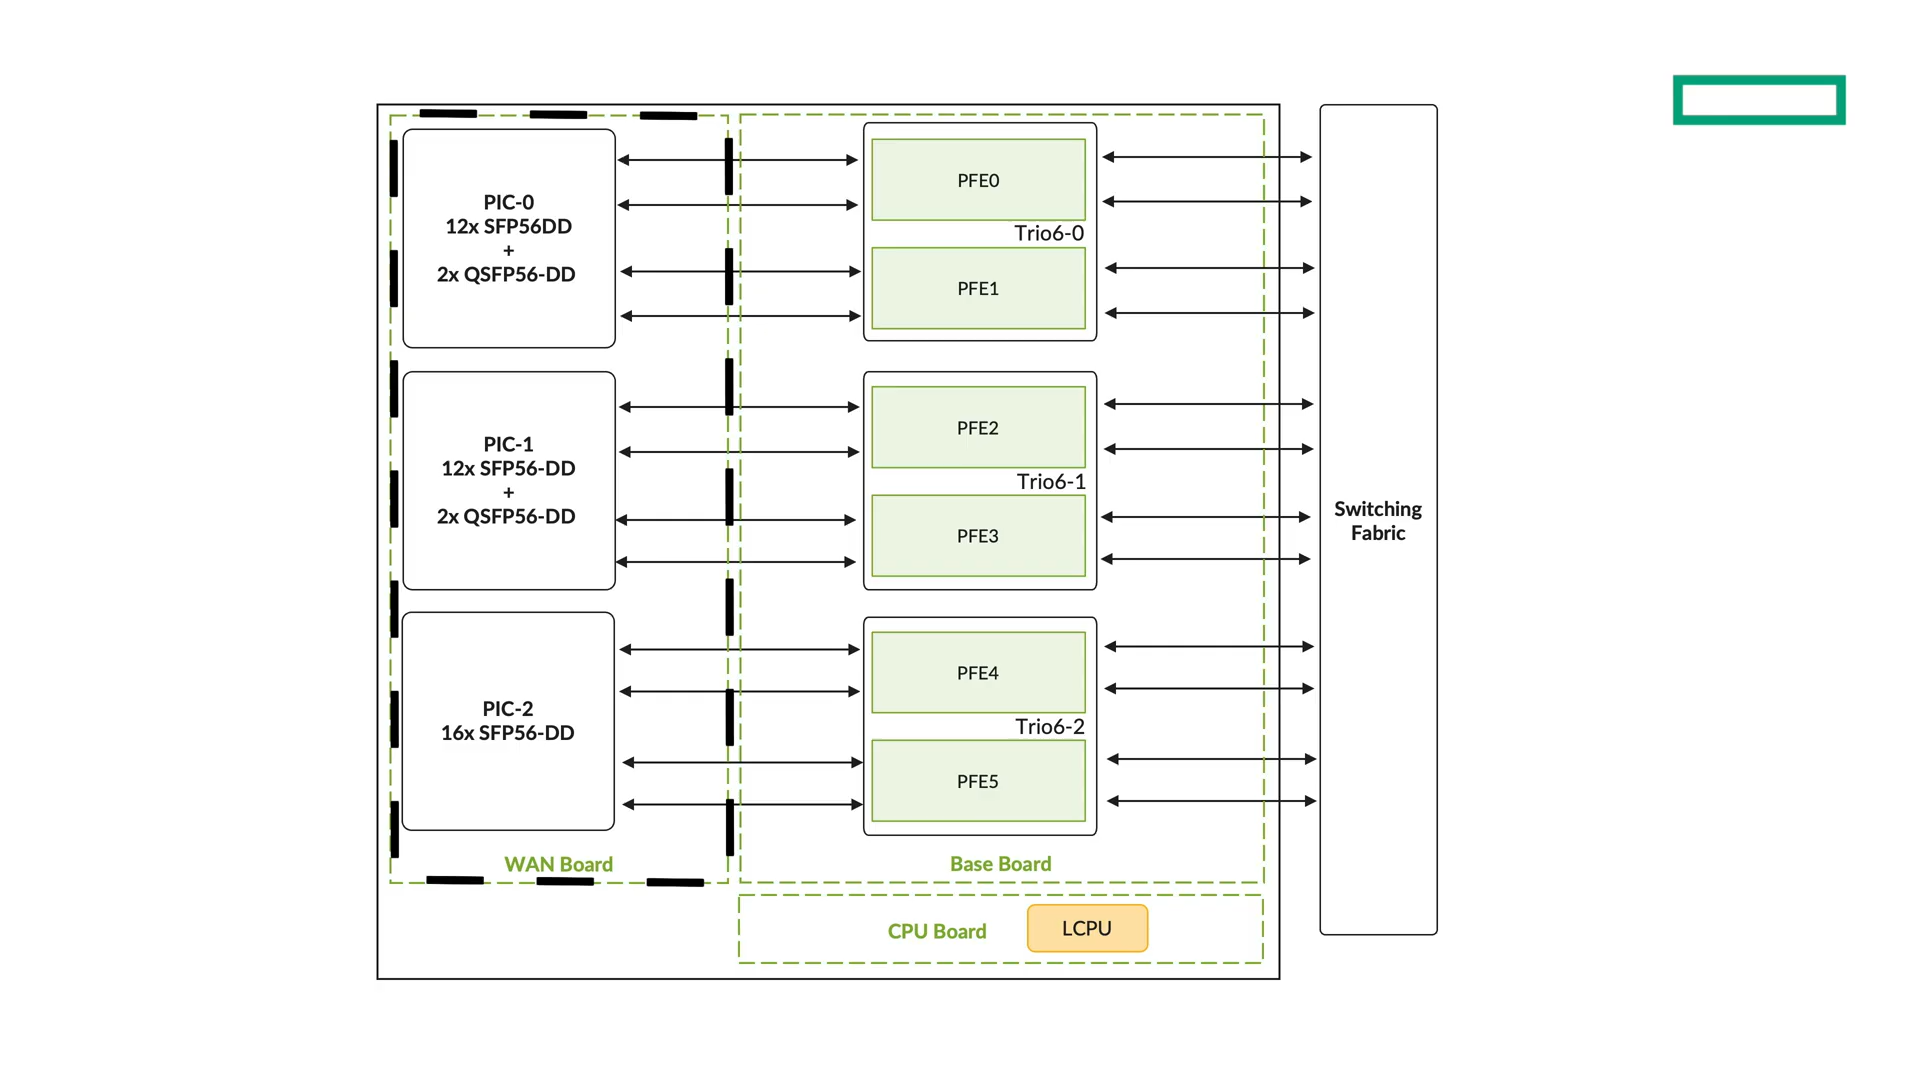 PIC-0
12x SFP56DD
+
2x QSFP56-DD
PFE0
Trio6-0
PFE1
PIC-1
12x SFP56-DD
+
2x QSFP56-DD
PFE2
Trio6-1
PFE3
Switching
Fabric
PIC-2
16x SFP56-DD
PFE4
Trio6-2
PFE5
WAN Board
Base Board
CPU Board
LCPU